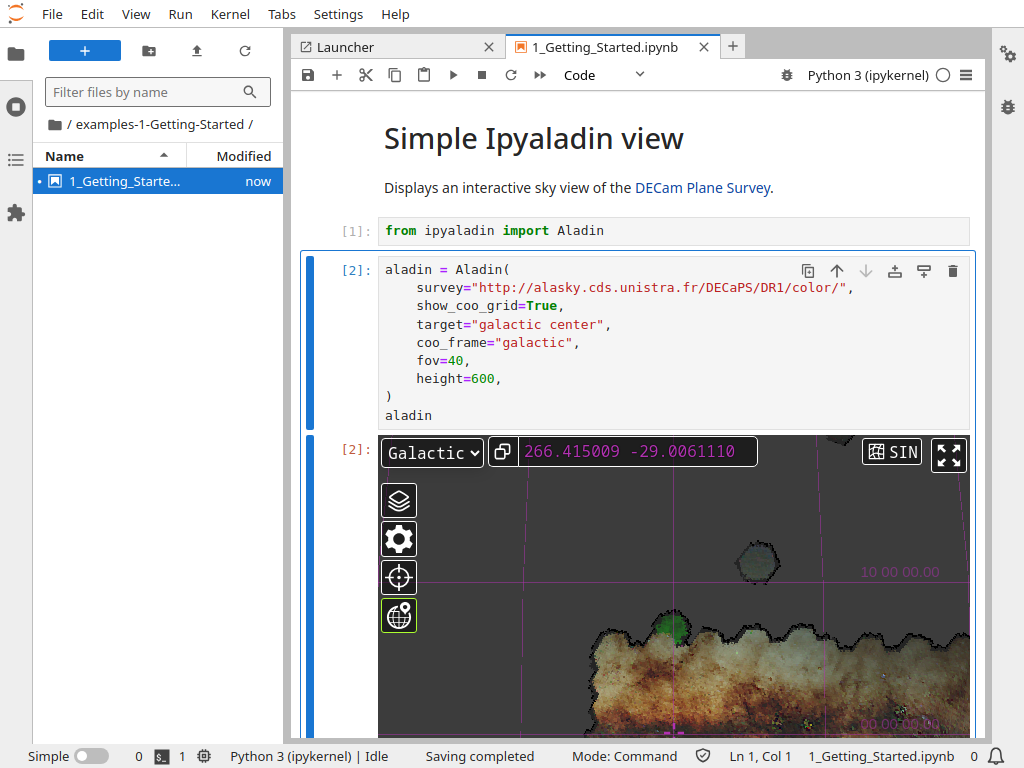 File Edit View Run Kernel Tabs Settings Help
Filter files by name
/ examples-1-Getting-Started /
Name Modified
1_Getting_Starte... now
Launcher 1_Getting_Started.ipynb
Code Python 3 (ipykernel)
Simple Ipyaladin view
Displays an interactive sky view of the DECam Plane Survey.
[1]: from ipyaladin import Aladin
[2]: aladin = Aladin(
survey="http://alasky.cds.unistra.fr/DECaPS/DR1/color/",
show_coo_grid=True,
target="galactic center",
coo_frame="galactic",
fov=40,
height=600,
)
aladin
[2]: Galactic 266.415009 -29.0061110 SIN
10 00 00.00
00 00 00.00
Simple 0 1 Python 3 (ipykernel) | Idle Saving completed Mode: Command Ln 1, Col 1 1_Getting_Started.ipynb 0